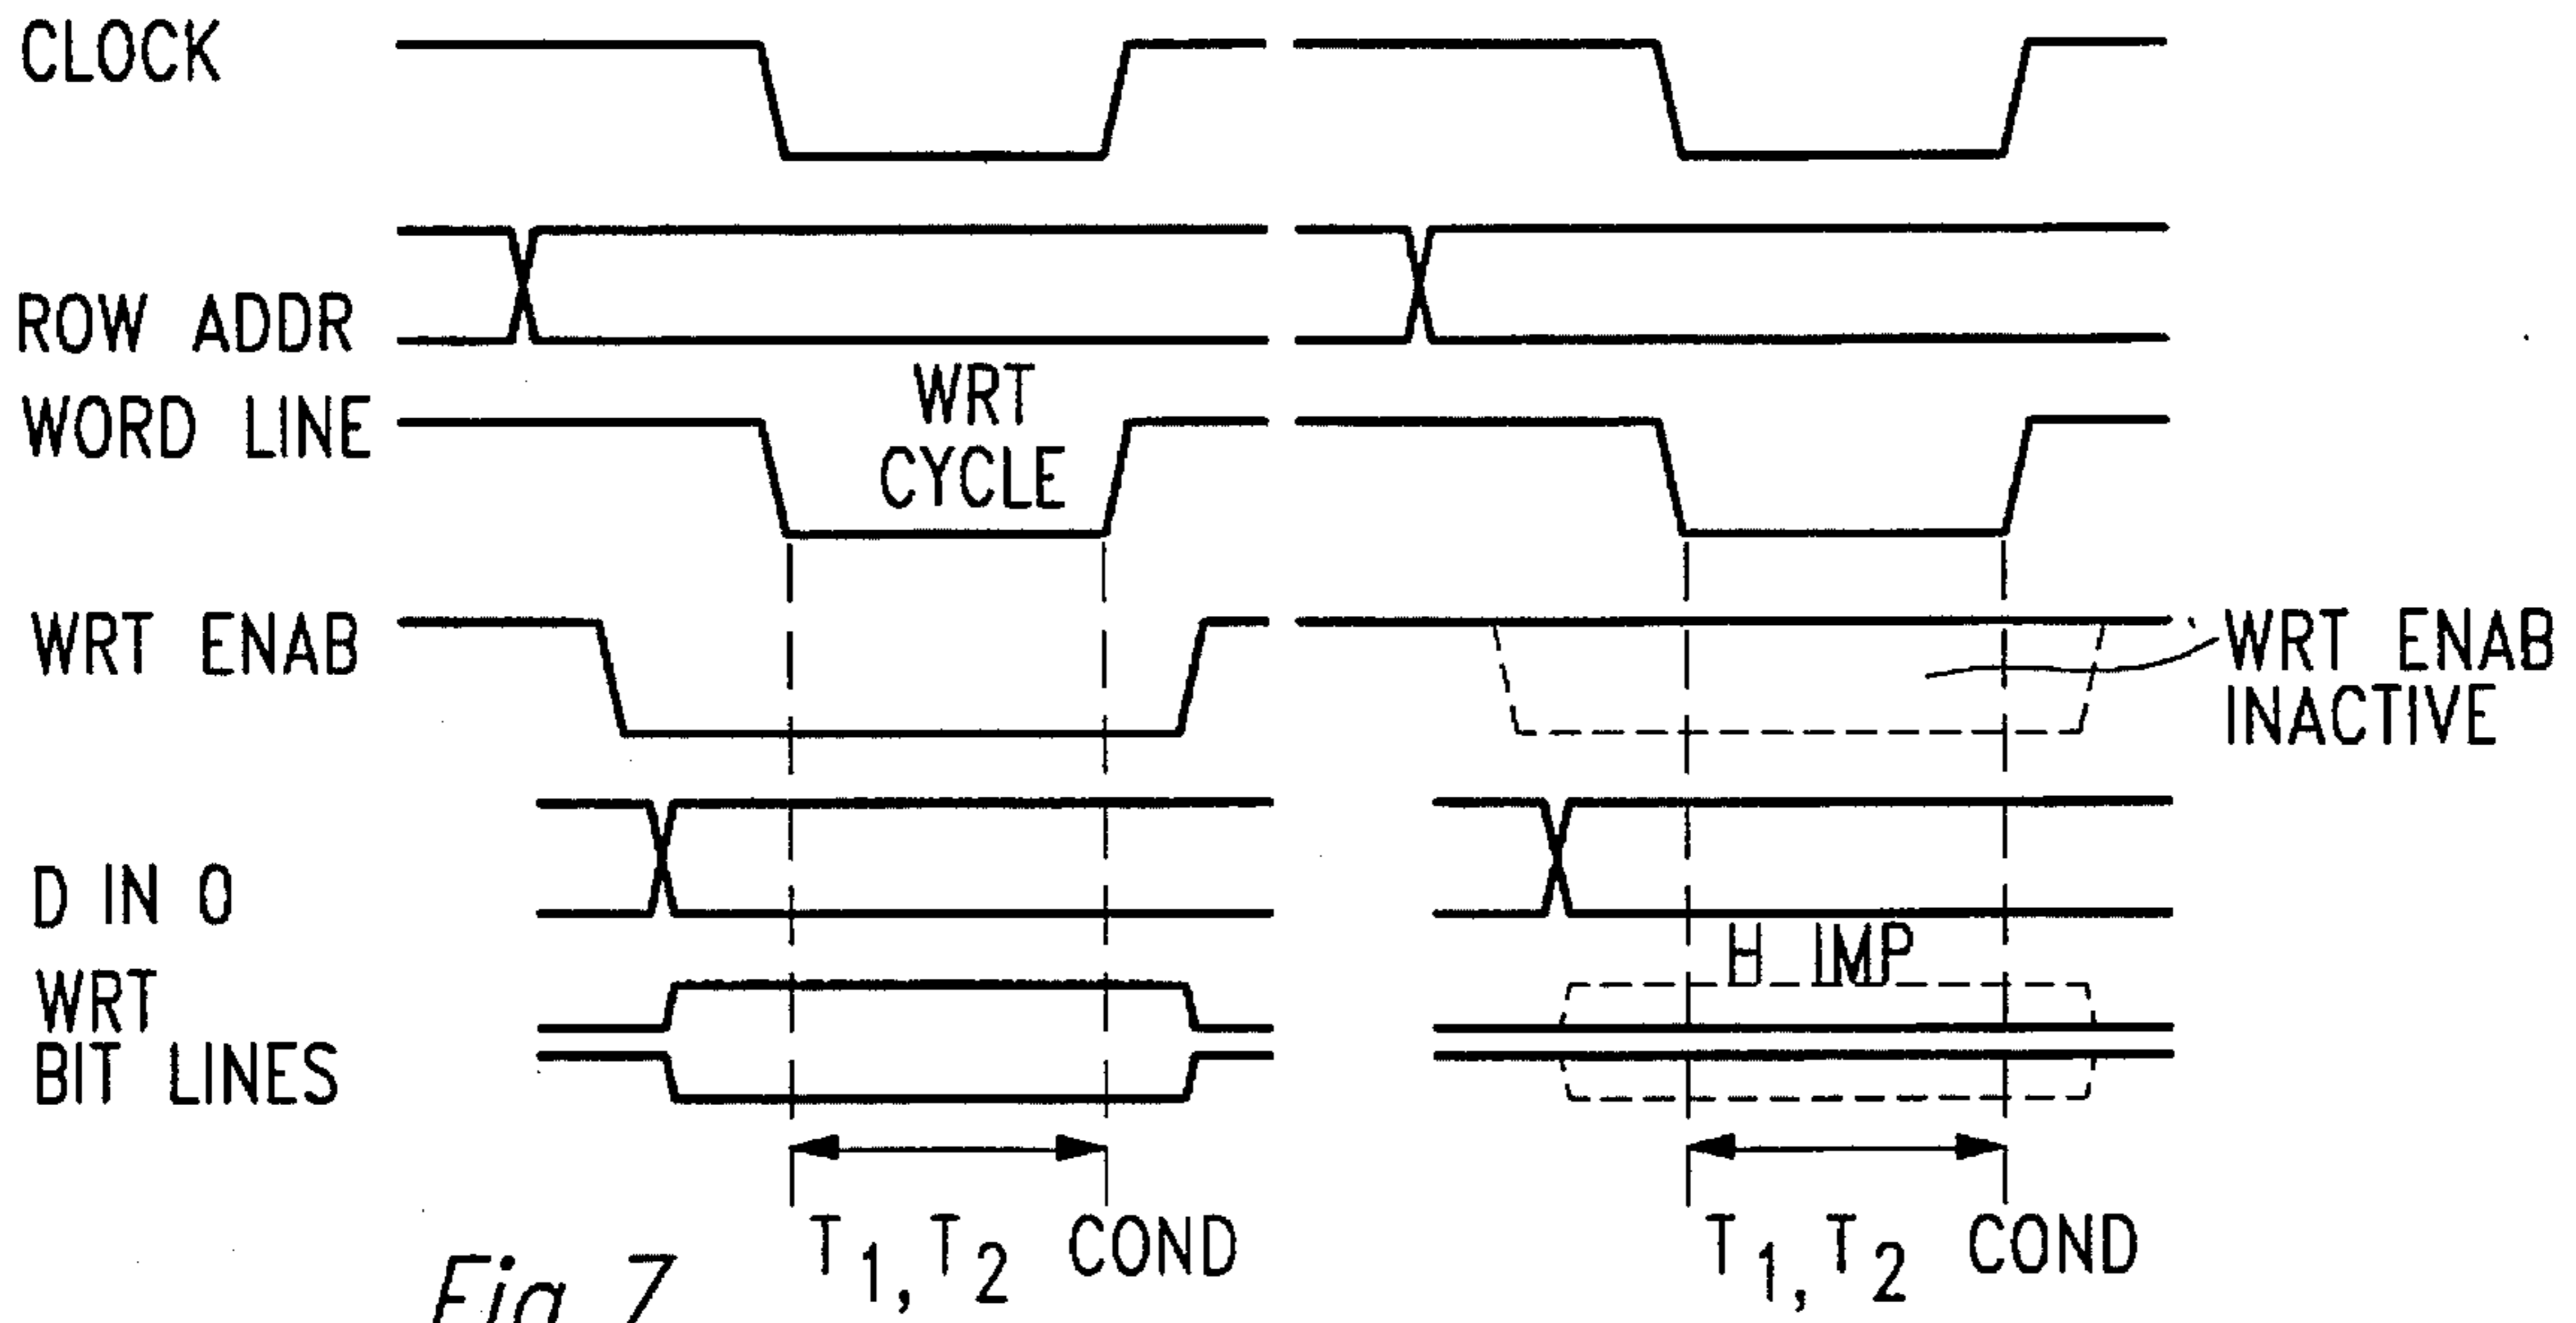 CLOCK
ROW ADDR
WRT
CYCLE
WORD LINE
WRT ENAB
WRT ENAB
INACTIVE
D IN 0
H IMP
WRT
BIT LINES
T1, T2 COND
T1, T2 COND
Fig 7